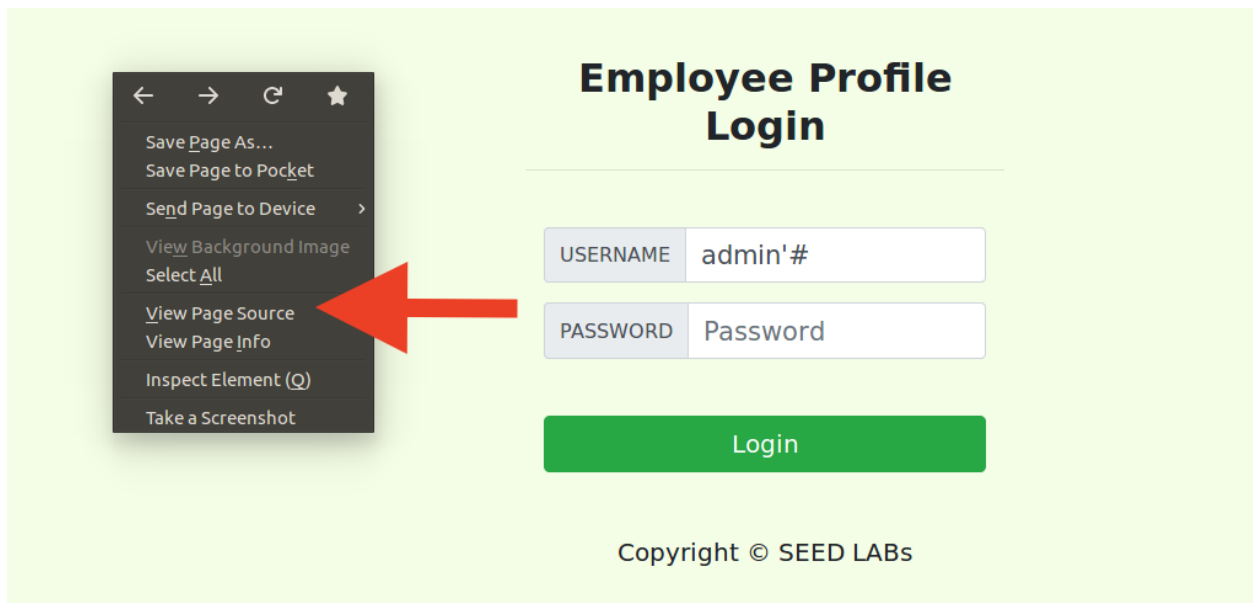 Save Page As...
Save Page to Pocket
Send Page to Device
View Background Image
Select All
View Page Source
View Page Info
Inspect Element (Q)
Take a Screenshot
Employee Profile
Login
USERNAME admin'#
PASSWORD Password
Login
Copyright © SEED LABs